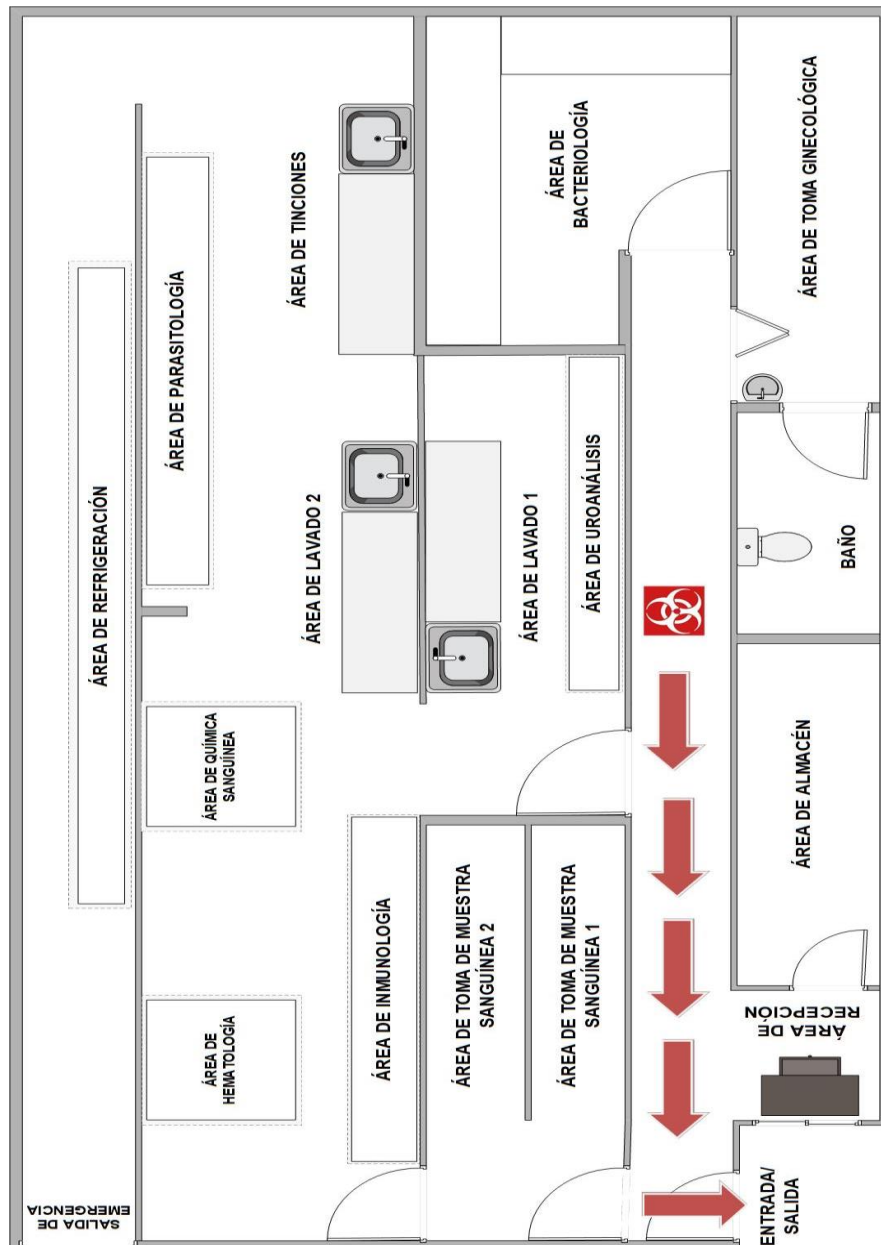 ÁREA DE REFRIGERACIÓN
ÁREA DE PARASITOLOGÍA
ÁREA DE TINCIONES
ÁREA DE
BACTERIOLOGÍA
ÁREA DE TOMA GINECOLÓGICA
ÁREA DE LAVADO 2
ÁREA DE LAVADO 1
ÁREA DE UROANÁLISIS
BAÑO
ÁREA DE QUÍMICA
SANGUÍNEA
ÁREA DE ALMACÉN
ÁREA DE
HEMATOLOGÍA
ÁREA DE INMUNOLOGÍA
ÁREA DE TOMA DE MUESTRA
SANGUÍNEA 2
ÁREA DE TOMA DE MUESTRA
SANGUÍNEA 1
ÁREA DE
RECEPCIÓN
SALIDA DE
EMERGENCIA
ENTRADA/
SALIDA